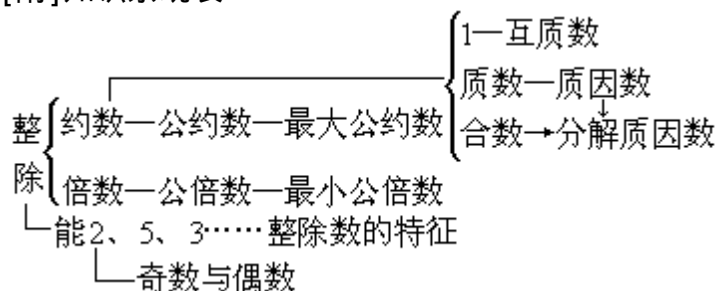 1—互质数
质数—质因数
整 约数—公约数—最大公约数 合数→分解质因数
除 倍数—公倍数—最小公倍数
能2、5、3……整除数的特征
奇数与偶数